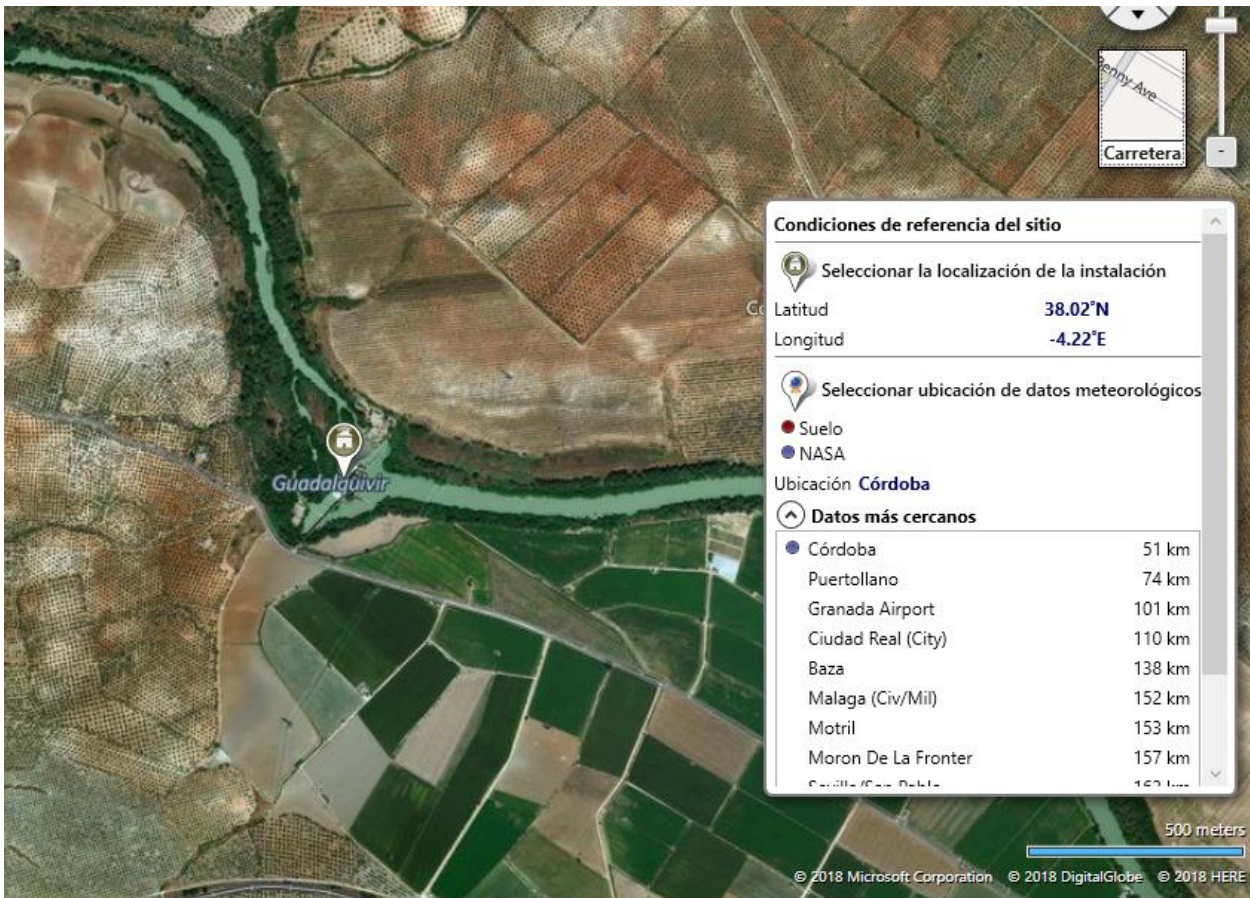 Benny Ave
Carretera
-
Condiciones de referencia del sitio
Seleccionar la localización de la instalación
Latitud 38.02°N
Longitud -4.22°E
Seleccionar ubicación de datos meteorológicos
Suelo
NASA
Ubicación Córdoba
Datos más cercanos
Córdoba 51 km
Puertollano 74 km
Granada Airport 101 km
Ciudad Real (City) 110 km
Baza 138 km
Malaga (Civ/Mil) 152 km
Motril 153 km
Moron De La Fronter 157 km
Guadalquivir
500 meters
© 2018 Microsoft Corporation © 2018 DigitalGlobe © 2018 HERE